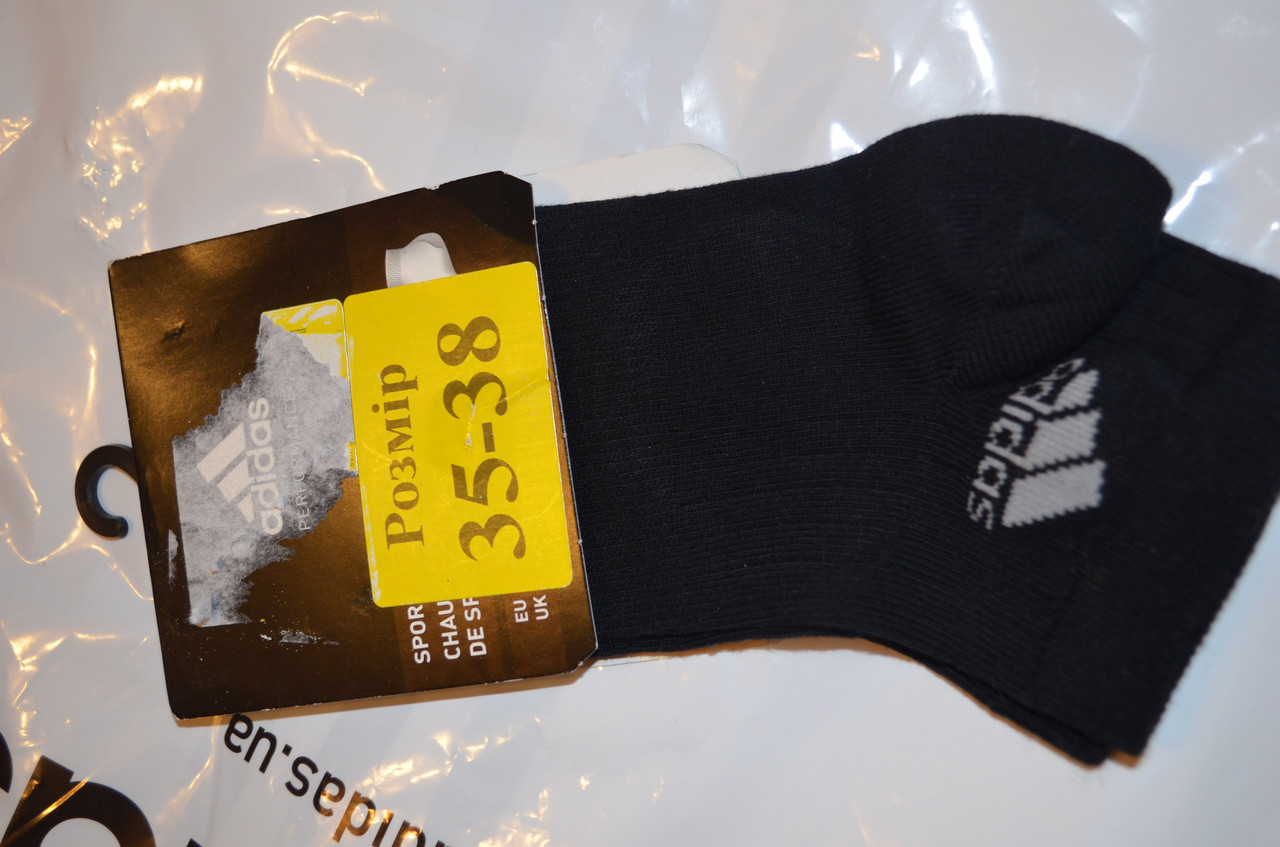 adidas
PERFORMANCE
Розмір
35-38
SPOR
CHAU
DE SP
EU
UK
adidas
adidas.ua